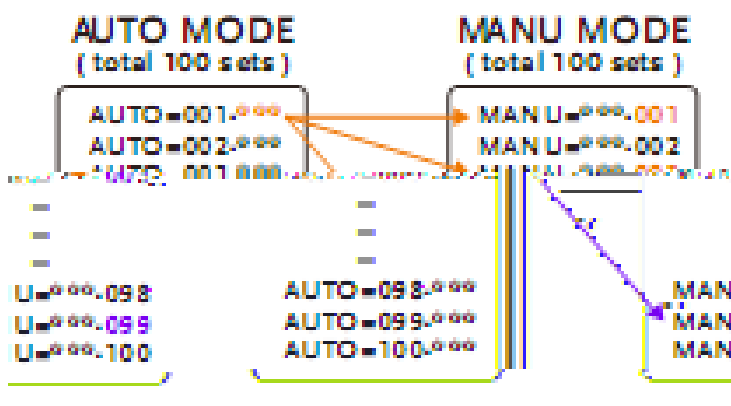 AUTO MODE
( total 100 sets )
AUTO=001-°°°
AUTO=002-°°°
MANU MODE
( total 100 sets )
MANU=°°°-001
MANU=°°°-002
U=°°°-098
U=°°°-099
U=°°°-100
AUTO=098-°°°
AUTO=099-°°°
AUTO=100-°°°
MAN
MAN
MAN